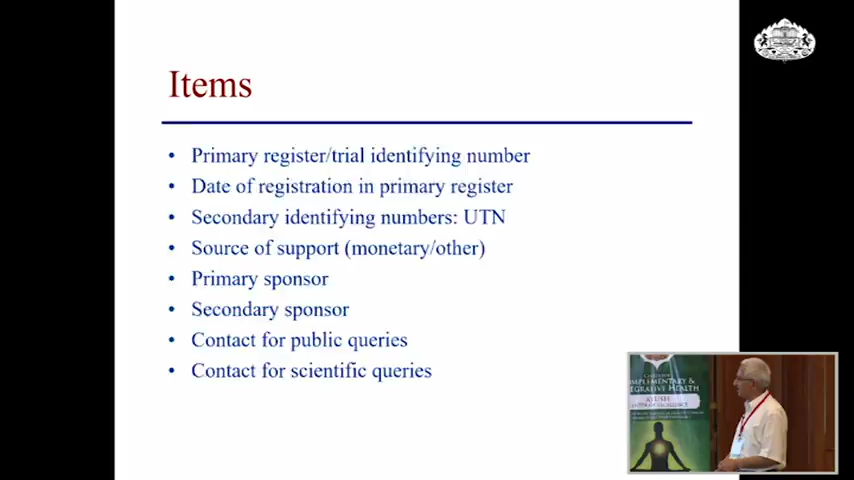 Items
• Primary register/trial identifying number
• Date of registration in primary register
• Secondary identifying numbers: UTN
• Source of support (monetary/other)
• Primary sponsor
• Secondary sponsor
• Contact for public queries
• Contact for scientific queries
AYUSH